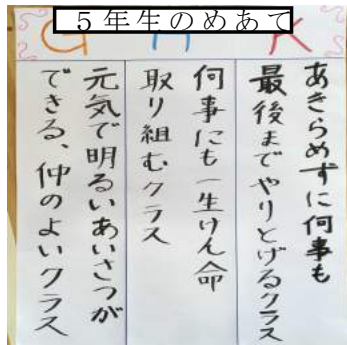 5年生のめあて
あきらめずに何事も
最後までやりとげるクラス
何事にも一生けん命
取り組むクラス
元気で明るいあいさつが
できる、仲のよいクラス